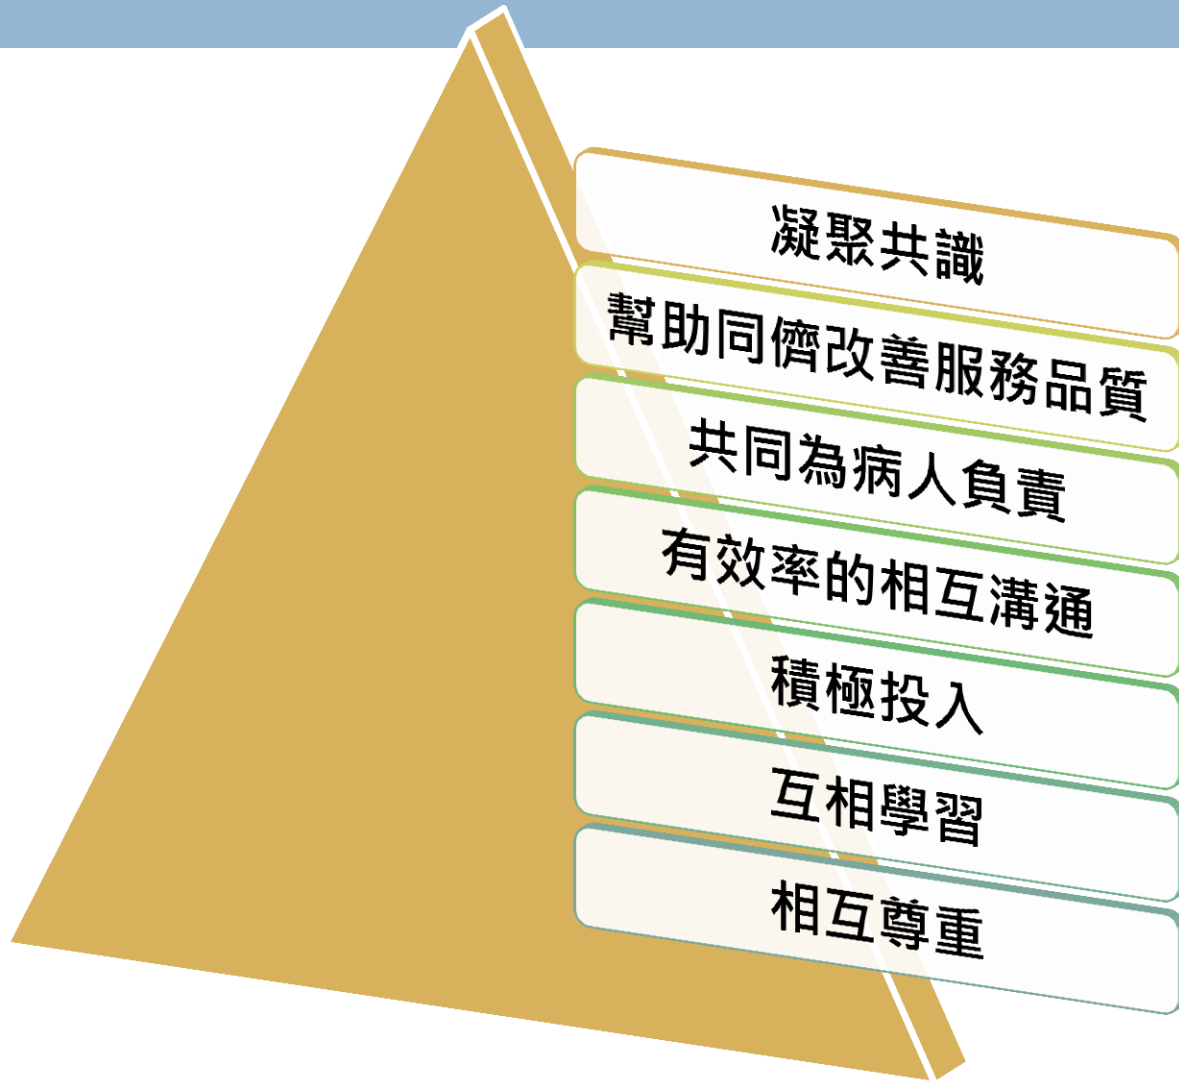 凝聚共識
幫助同儕改善服務品質
共同為病人負責
有效率的相互溝通
積極投入
互相學習
相互尊重